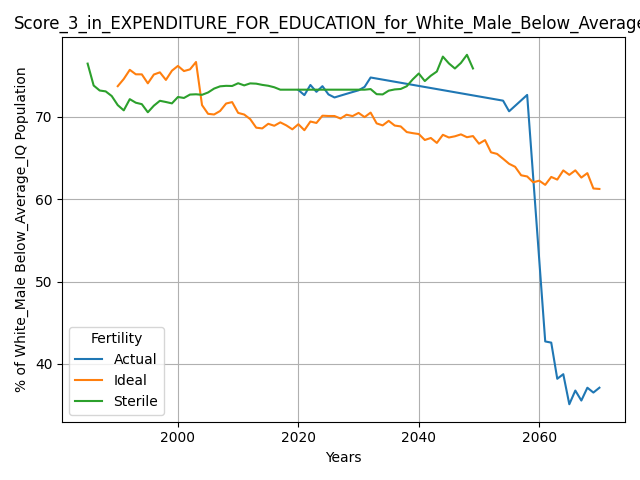 Score_3_in_EXPENDITURE_FOR_EDUCATION_for_White_Male_Below_Average
% of White_Male Below_Average_IQ Population
70
60
50
40
Fertility
Actual
Ideal
Sterile
2000
2020
2040
2060
Years